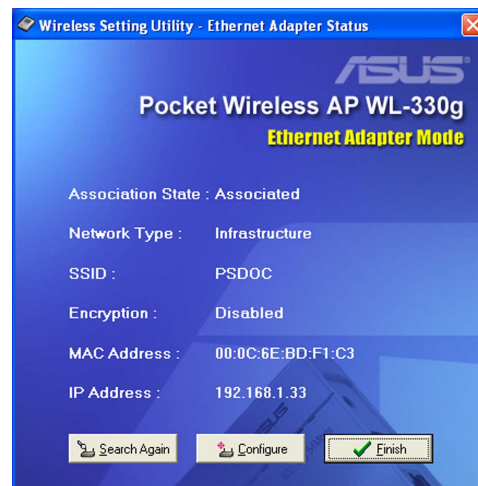 Wireless Setting Utility - Ethernet Adapter Status
ASUS
Pocket Wireless AP WL-330g
Ethernet Adapter Mode
Association State : Associated
Network Type : Infrastructure
SSID : PSDOC
Encryption : Disabled
MAC Address : 00:0C:6E:BD:F1:C3
IP Address : 192.168.1.33
Search Again Configure Finish